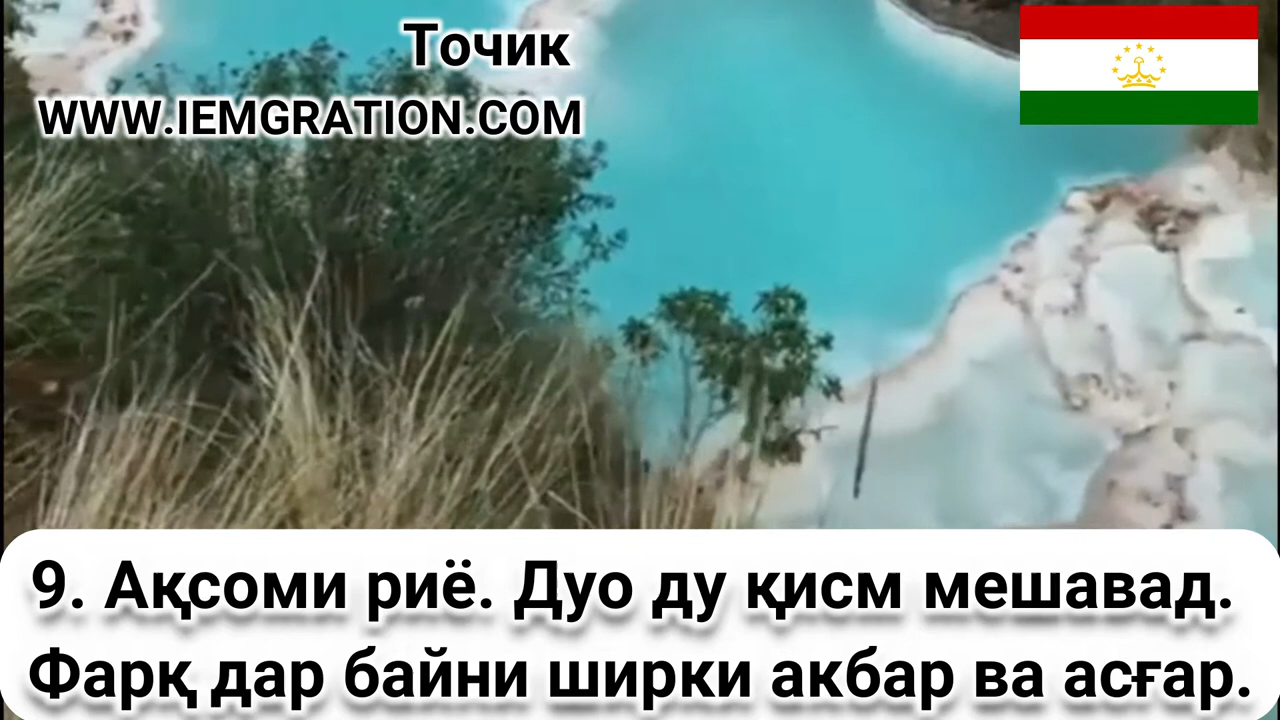 Точик
WWW.IEMGRATION.COM
9. Ақсоми риё. Дуо ду қисм мешавад.
Фарқ дар байни ширки акбар ва асғар.